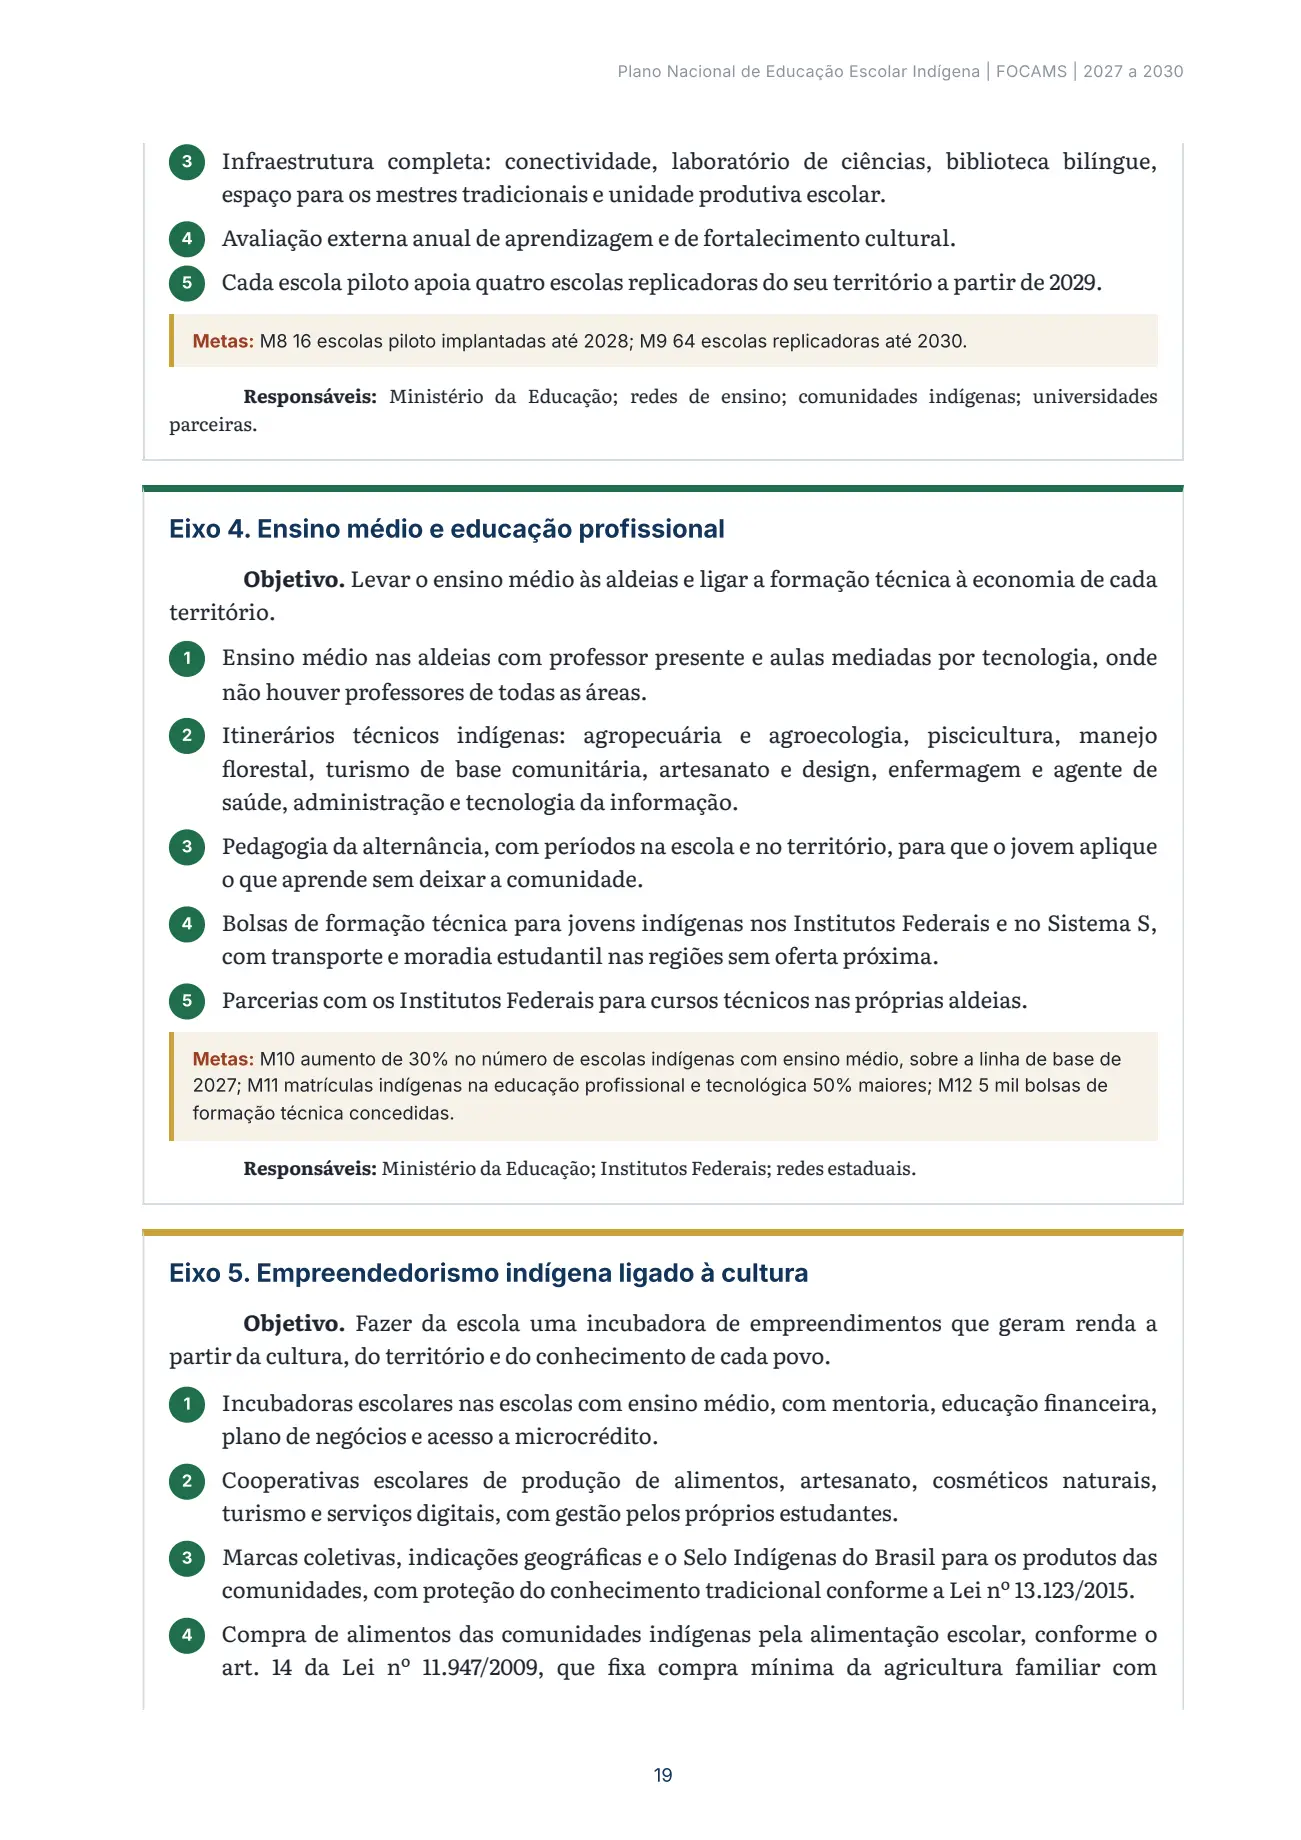 Plano Nacional de Educação Escolar Indígena | FOCAMS | 2027 a 2030
3 Infraestrutura completa: conectividade, laboratório de ciências, biblioteca bilíngue,
espaço para os mestres tradicionais e unidade produtiva escolar.
4 Avaliação externa anual de aprendizagem e de fortalecimento cultural.
5 Cada escola piloto apoia quatro escolas replicadoras do seu território a partir de 2029.
Metas: M8 16 escolas piloto implantadas até 2028; M9 64 escolas replicadoras até 2030.
Responsáveis: Ministério da Educação; redes de ensino; comunidades indígenas; universidades
parceiras.
Eixo 4. Ensino médio e educação profissional
Objetivo. Levar o ensino médio às aldeias e ligar a formação técnica à economia de cada
território.
1 Ensino médio nas aldeias com professor presente e aulas mediadas por tecnologia, onde
não houver professores de todas as áreas.
2 Itinerários técnicos indígenas: agropecuária e agroecologia, piscicultura, manejo
florestal, turismo de base comunitária, artesanato e design, enfermagem e agente de
saúde, administração e tecnologia da informação.
3 Pedagogia da alternância, com períodos na escola e no território, para que o jovem aplique
o que aprende sem deixar a comunidade.
4 Bolsas de formação técnica para jovens indígenas nos Institutos Federais e no Sistema S,
com transporte e moradia estudantil nas regiões sem oferta próxima.
5 Parcerias com os Institutos Federais para cursos técnicos nas próprias aldeias.
Metas: M10 aumento de 30% no número de escolas indígenas com ensino médio, sobre a linha de base de
2027; M11 matrículas indígenas na educação profissional e tecnológica 50% maiores; M12 5 mil bolsas de
formação técnica concedidas.
Responsáveis: Ministério da Educação; Institutos Federais; redes estaduais.
Eixo 5. Empreendedorismo indígena ligado à cultura
Objetivo. Fazer da escola uma incubadora de empreendimentos que geram renda a
partir da cultura, do território e do conhecimento de cada povo.
1 Incubadoras escolares nas escolas com ensino médio, com mentoria, educação financeira,
plano de negócios e acesso a microcrédito.
2 Cooperativas escolares de produção de alimentos, artesanato, cosméticos naturais,
turismo e serviços digitais, com gestão pelos próprios estudantes.
3 Marcas coletivas, indicações geográficas e o Selo Indígenas do Brasil para os produtos das
comunidades, com proteção do conhecimento tradicional conforme a Lei nº 13.123/2015.
4 Compra de alimentos das comunidades indígenas pela alimentação escolar, conforme o
art. 14 da Lei nº 11.947/2009, que fixa compra mínima da agricultura familiar com
19